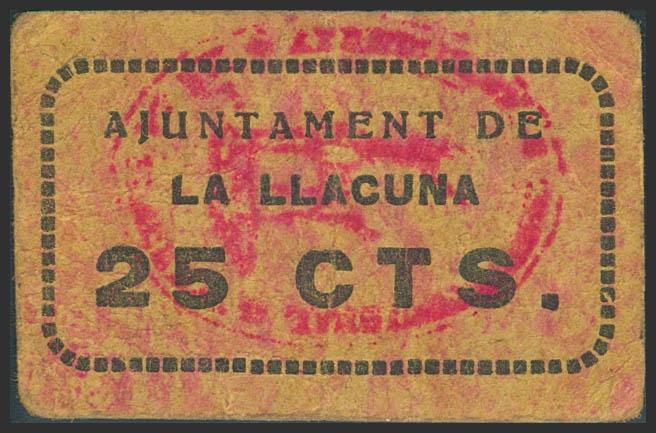 AJUNTAMENT DE
LA LLACUNA
25 CTS.